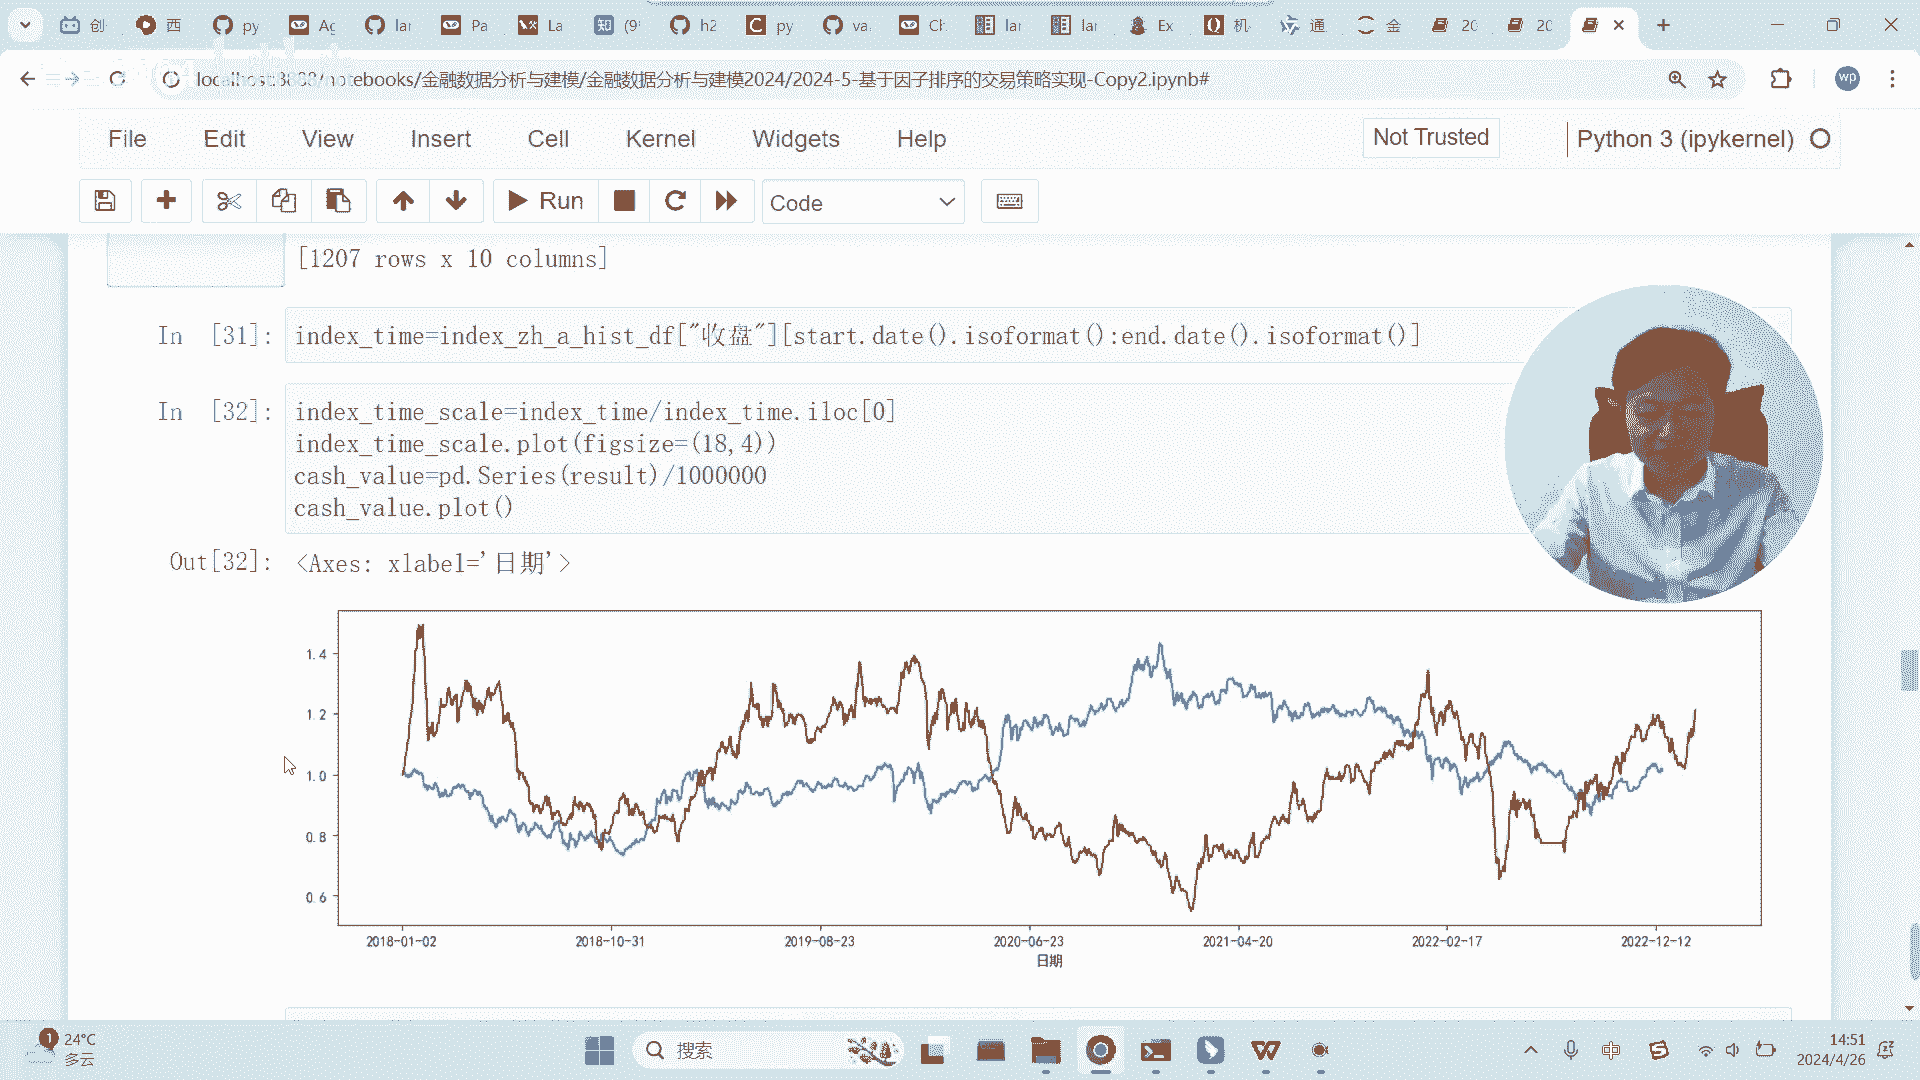 创 西 py Ag lar Pa La (9 h2 py va Ch lar lar Ex 机 通 金 20 20
localhost:8888/notebooks/金融数据分析与建模/金融数据分析与建模2024/2024-5-基于因子排序的交易策略实现-Copy2.ipynb# wp
File Edit View Insert Cell Kernel Widgets Help Not Trusted Python 3 (ipykernel)
Run Code
[1207 rows x 10 columns]
In [31]: index_time=index_zh_a_hist_df["收盘"][start.date().isoformat():end.date().isoformat()]
In [32]: index_time_scale=index_time/index_time.iloc[0]
index_time_scale.plot(figsize=(18,4))
cash_value=pd.Series(result)/1000000
cash_value.plot()
Out[32]: <Axes: xlabel='日期'>
1.4
1.2
1.0
0.8
0.6
2018-01-02 2018-10-31 2019-08-23 2020-06-23 2021-04-20 2022-02-17 2022-12-12
日期
1 24°C
多云
搜索
中
14:51
2024/4/26